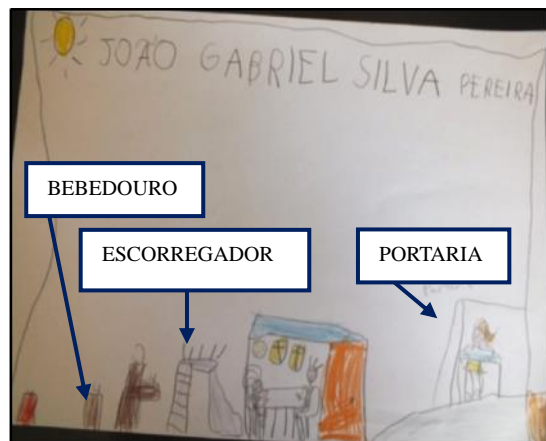 JOÃO GABRIEL SILVA PEREIRA
BEBEDOURO
ESCORREGADOR
PORTARIA